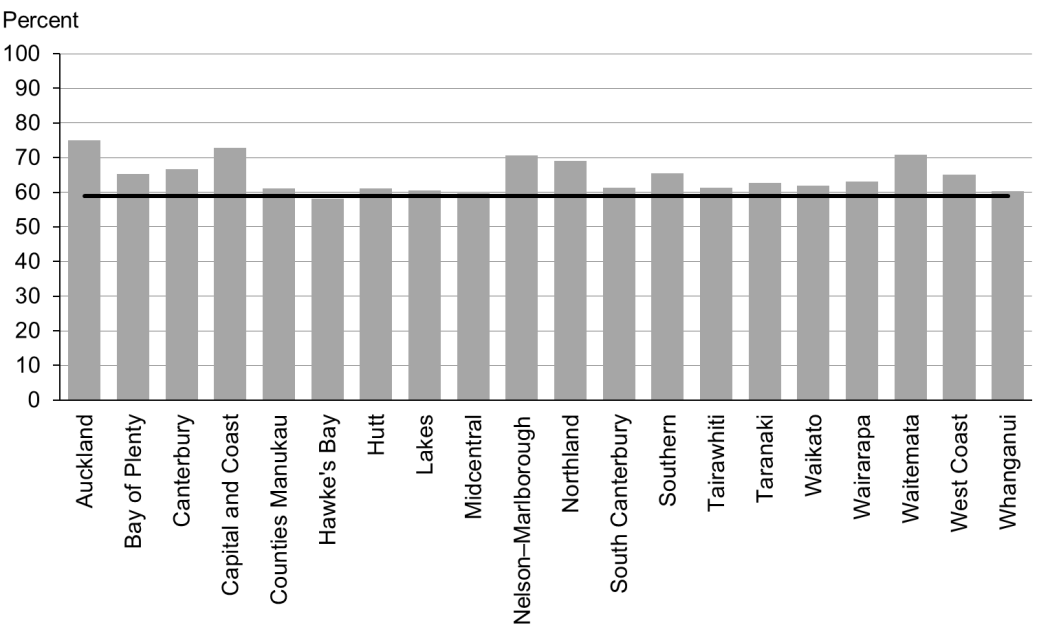 Percent
100
90
80
70
60
50
40
30
20
10
0
Auckland
Bay of Plenty
Canterbury
Capital and Coast
Counties Manukau
Hawke's Bay
Hutt
Lakes
Midcentral
Nelson–Marlborough
Northland
South Canterbury
Southern
Tairawhiti
Taranaki
Waikato
Wairarapa
Waitemata
West Coast
Whanganui